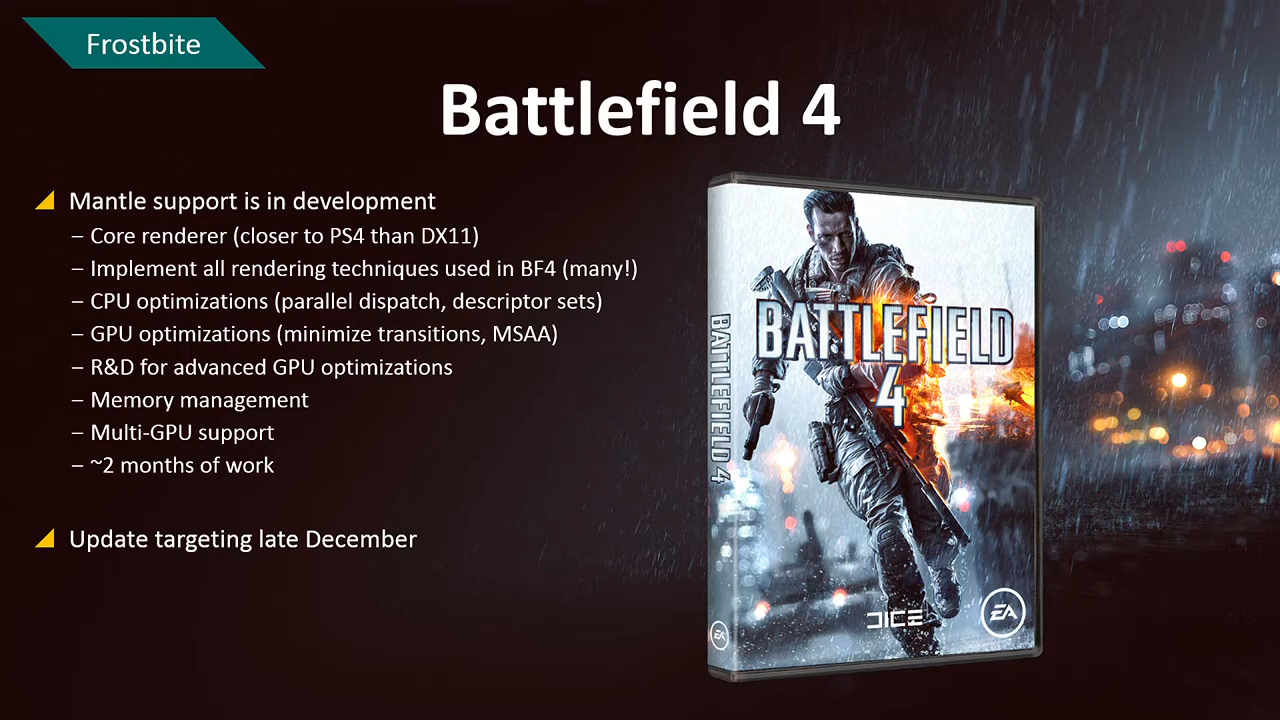 Frostbite
Battlefield 4
Mantle support is in development
– Core renderer (closer to PS4 than DX11)
– Implement all rendering techniques used in BF4 (many!)
– CPU optimizations (parallel dispatch, descriptor sets)
– GPU optimizations (minimize transitions, MSAA)
– R&D for advanced GPU optimizations
– Memory management
– Multi-GPU support
– ~2 months of work
Update targeting late December
BATTLEFIELD
4
BATTLEFIELD 4
DICE
EA
EA